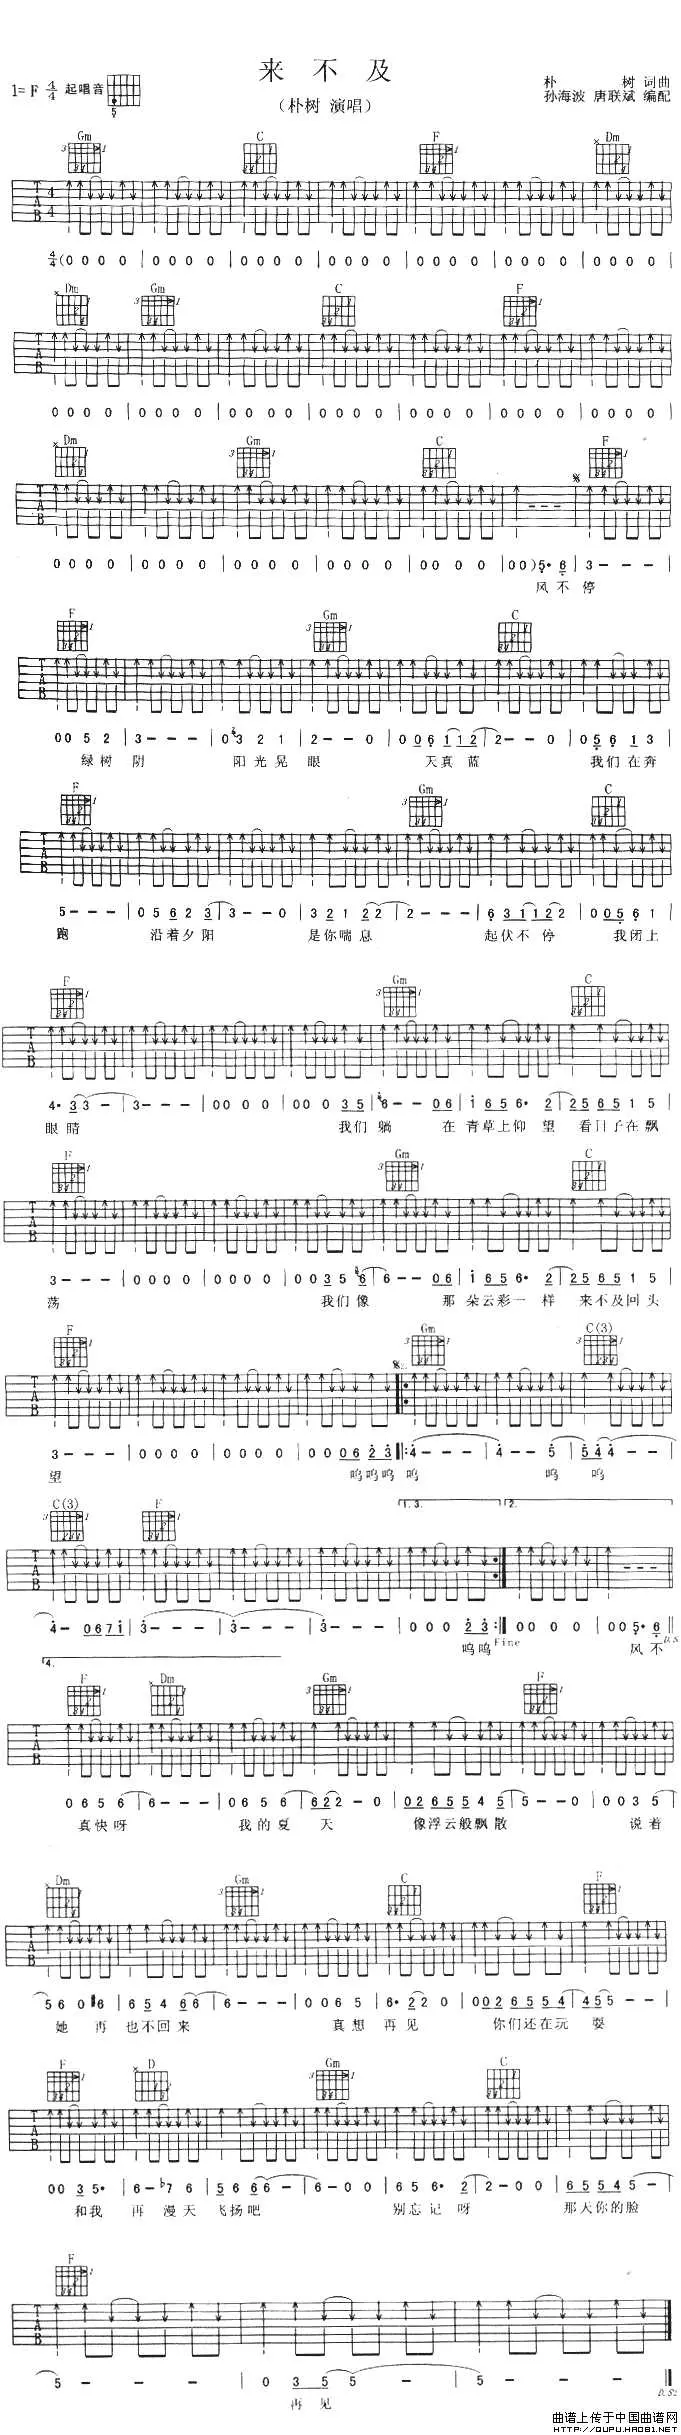 来 不 及
1= F 4/4 起唱音
(朴树 演唱)
朴 树 词曲
孙海波 唐联斌 编配
Gm C F Dm
T A B 4 4
4/4 ( 0 0 0 0 | 0 0 0 0 | 0 0 0 0 | 0 0 0 0 | 0 0 0 0 | 0 0 0 0 | 0 0 0 0 |
Dm Gm C F
T A B
0 0 0 0 | 0 0 0 0 | 0 0 0 0 | 0 0 0 0 | 0 0 0 0 | 0 0 0 0 | 0 0 0 0 |
Dm Gm C F
T A B
0 0 0 0 | 0 0 0 0 | 0 0 0 0 | 0 0 0 0 | 0 0 0 0 | 0 0 ) 5· 6 | 3 - - - |
风 不 停
F Gm C
T A B
0 0 5 2 | 3 - - - | 0 3 2 1 | 2 - - 0 | 0 0 6 1 1 2 | 2 - - 0 | 0 5 6 1 3 |
绿 树 阴 阳 光 晃 眼 天 真 蓝 我 们 在 奔
F Gm C
T A B
5 - - - | 0 5 6 2 3 | 3 - - 0 | 3 2 1 2 2 | 2 - - - | 6 3 1 1 2 2 | 0 0 5 6 1 |
跑 沿 着 夕 阳 是 你 喘 息 起 伏 不 停 我 闭 上
F Gm C
T A B
4· 3 3 - | 3 - - - | 0 0 0 0 | 0 0 3 5 | 6 - - 0 6 | 1 6 5 6· 2 | 2 5 6 5 1 5 |
眼 睛 我 们 躺 在 青 草 上 仰 望 看 日 子 在 飘
F Gm C
T A B
3 - - - | 0 0 0 0 | 0 0 0 0 | 0 0 3 5 6 | 6 - - 0 6 | 1 6 5 6· 2 | 2 5 6 5 1 5 |
荡 我 们 像 那 朵 云 彩 一 样 来 不 及 回 头
F Gm C(3)
T A B
3 - - - | 0 0 0 0 | 0 0 0 0 | 0 0 0 6 2 3 |: 4 - - - | 4 - - 5 | 5 4 4 - - |
望 呜 呜 呜 呜 呜 呜
C(3) F 1. 3. 2.
T A B
4 - 0 6 7 1 | 3 - - - | 3 - - - | 3 - - - | 0 0 0 2 3 :| 0 0 0 0 | 0 0 5· 6 ||
呜 呜 Fine 风 不 D.S.
4.
F Dm Gm F
T A B
0 6 5 6 | 6 - - - | 0 6 5 6 | 6 2 2 - 0 | 0 2 6 5 5 4 5 | 5 - - 0 | 0 0 3 5 |
真 快 呀 我 的 夏 天 像 浮 云 般 飘 散 说 着
Dm Gm C F
T A B
5 6 0 6 | 6 5 4 6 6 | 6 - - - | 0 0 6 5 | 6· 2 2 0 | 0 0 2 6 5 5 4 | 4 5 5 - - |
她 再 也 不 回 来 真 想 再 见 你 们 还 在 玩 耍
F D Gm C
T A B
0 0 3 5· | 6 - b7 6 | 5 6 6 6 - | 6 - 0 0 | 6 5 6· 2 | 2 - 0 0 | 6 5 5 4 5 - |
和 我 再 漫 天 飞 扬 吧 别 忘 记 呀 那 天 你 的 脸
F
T A B
5 - - - | 0 3 5 5 - | 5 - - - |
再 见 D.S2
曲谱上传于中国曲谱网
HTTP://QUPU.HAO81.NET